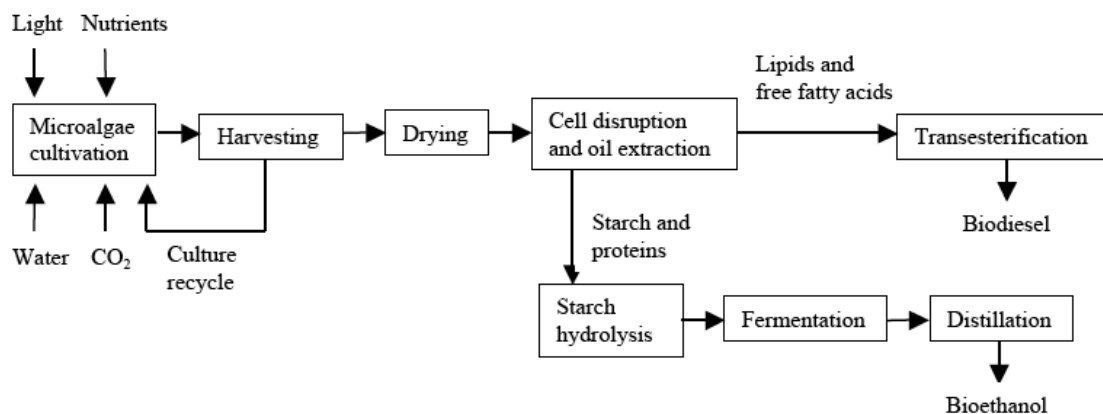 Light
Nutrients
Lipids and
free fatty acids
Microalgae
cultivation
Harvesting
Drying
Cell disruption
and oil extraction
Transesterification
Water
CO₂
Culture
recycle
Starch and
proteins
Biodiesel
Starch
hydrolysis
Fermentation
Distillation
Bioethanol